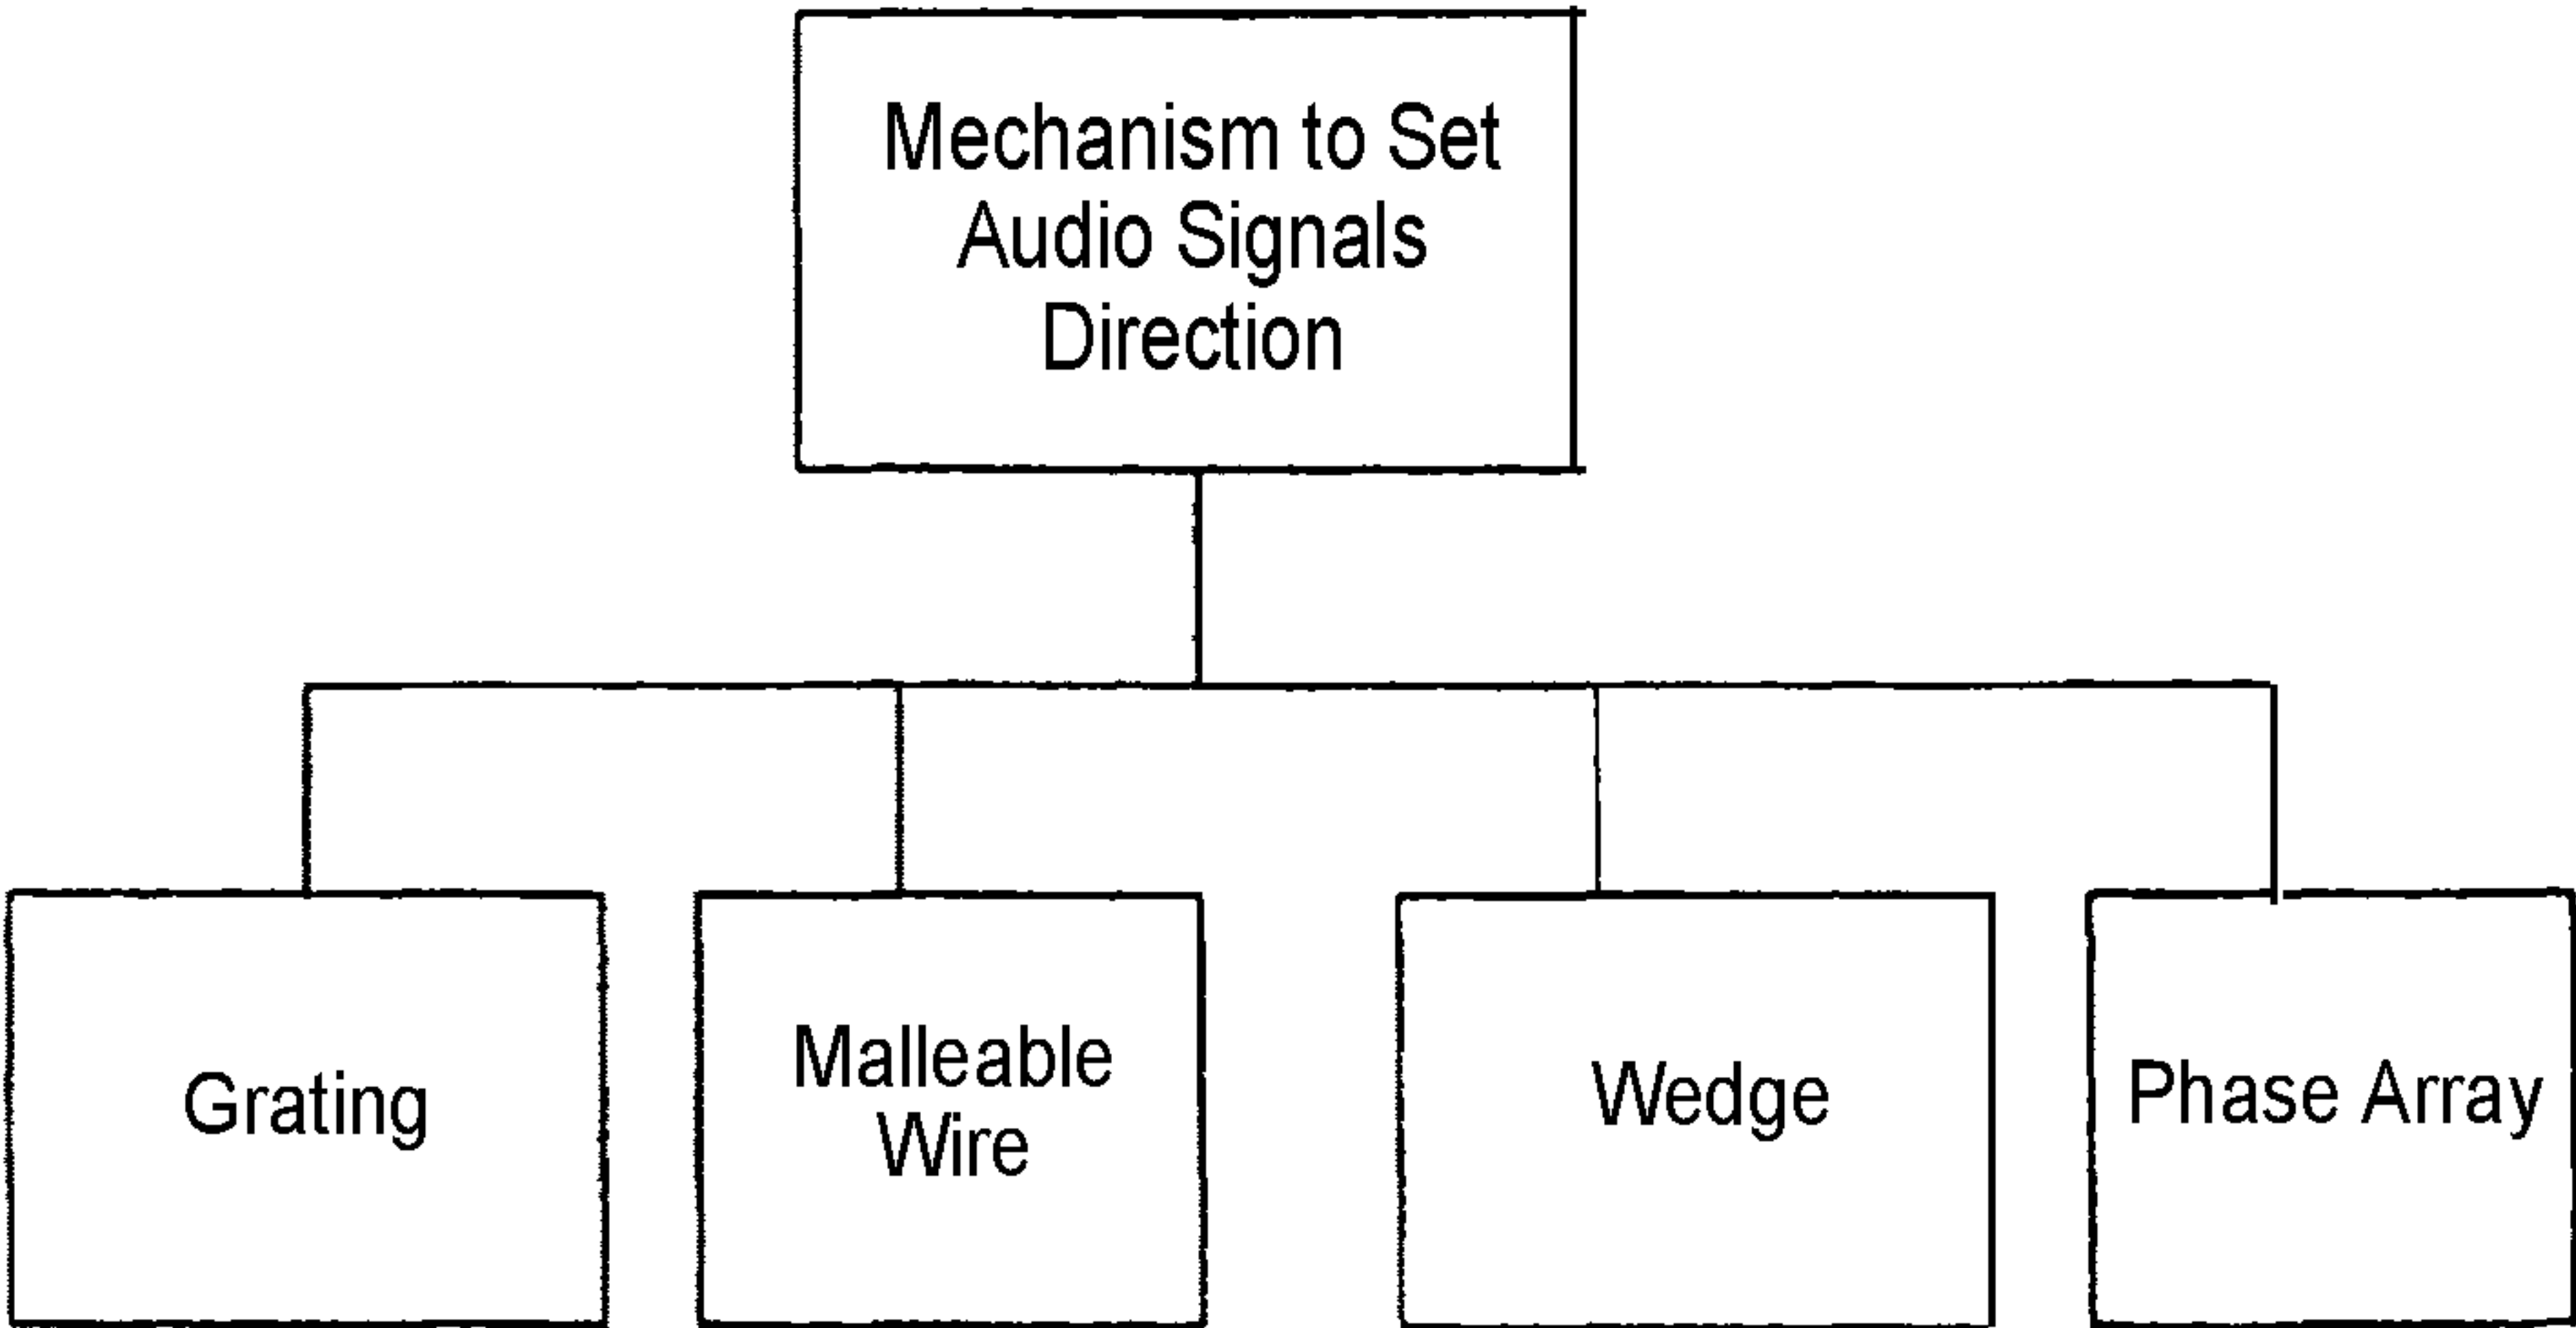 Mechanism to Set
Audio Signals
Direction
Grating
Malleable
Wire
Wedge
Phase Array